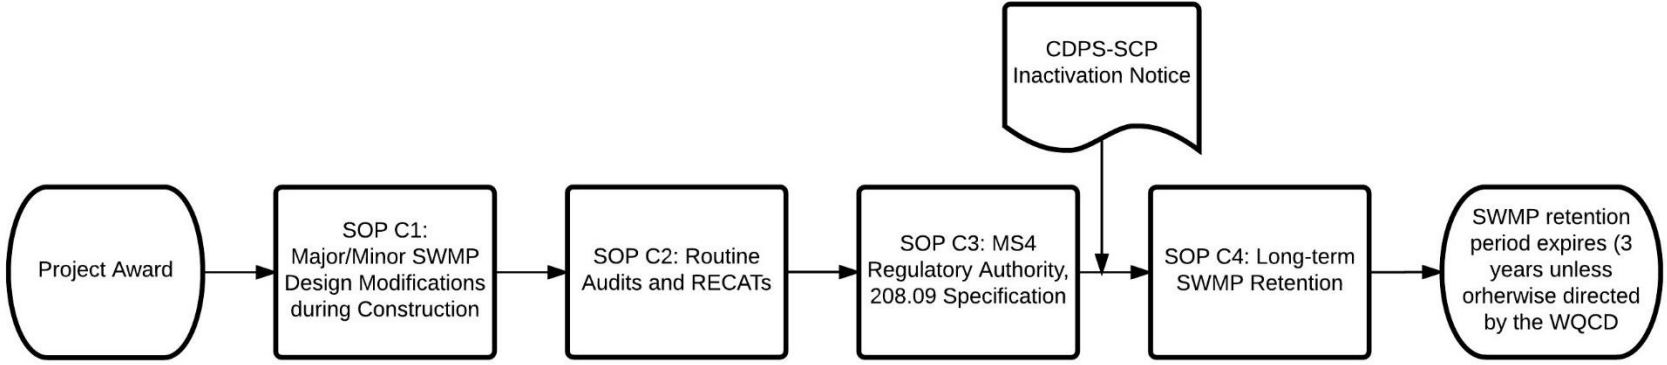 CDPS-SCP
Inactivation Notice
Project Award
SOP C1:
Major/Minor SWMP
Design Modifications
during Construction
SOP C2: Routine
Audits and RECATs
SOP C3: MS4
Regulatory Authority,
208.09 Specification
SOP C4: Long-term
SWMP Retention
SWMP retention
period expires (3
years unless
orherwise directed
by the WQCD